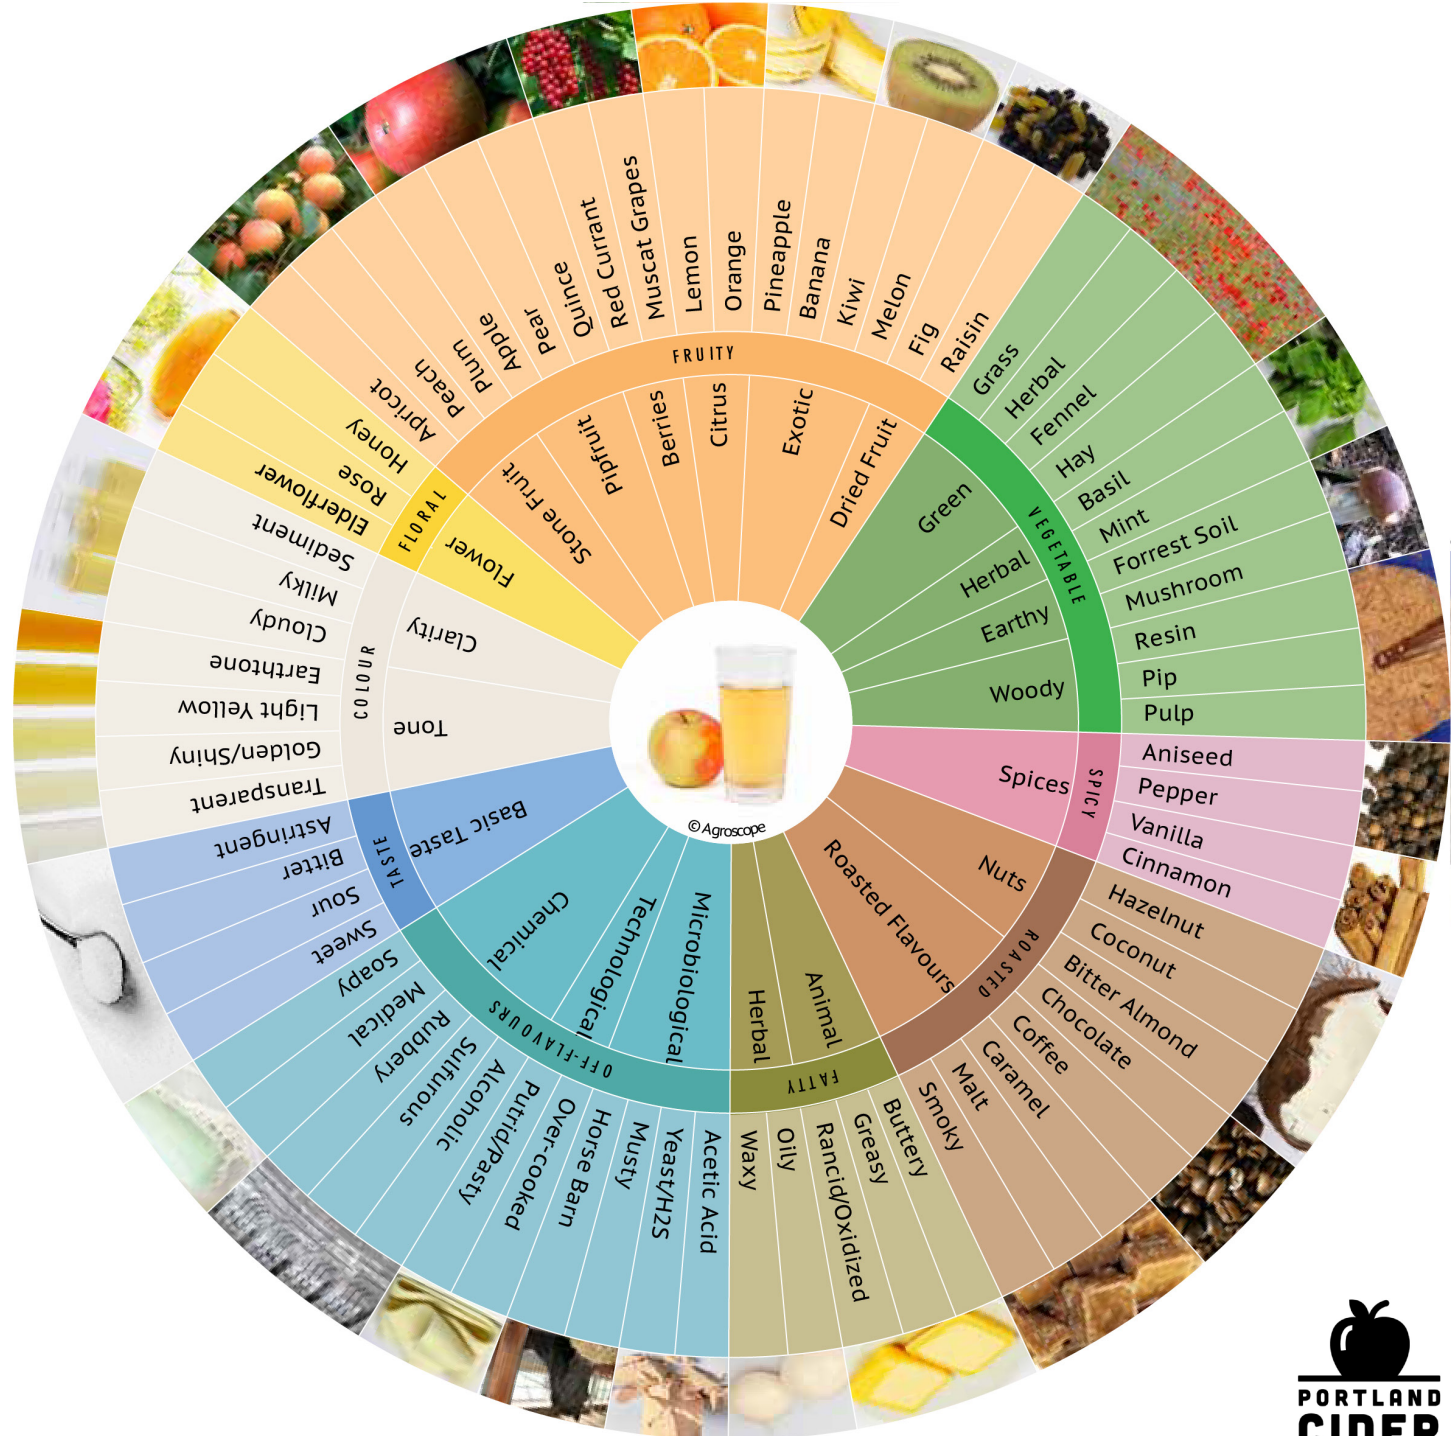 FRUITY
Stone Fruit
Pipfruit
Berries
Citrus
Exotic
Dried Fruit
Apricot
Peach
Plum
Apple
Pear
Quince
Red Currant
Muscat Grapes
Lemon
Orange
Pineapple
Banana
Kiwi
Melon
Fig
Raisin
VEGETABLE
Green
Herbal
Earthy
Woody
Grass
Herbal
Fennel
Hay
Basil
Mint
Forrest Soil
Mushroom
Resin
Pip
Pulp
SPICY
Spices
Aniseed
Pepper
Vanilla
Cinnamon
ROASTED
Nuts
Roasted Flavours
Hazelnut
Coconut
Bitter Almond
Chocolate
Coffee
Caramel
Malt
Smoky
FATTY
Animal
Herbal
Buttery
Greasy
Rancid/Oxidized
Oily
Waxy
OFF-FLAVOURS
Microbiological
Technological
Chemical
Acetic Acid
Yeast/H2S
Musty
Horse Barn
Over-cooked
Putrid/Pasty
Alcoholic
Sulfurous
Rubbery
Medical
Soapy
TASTE
Basic Taste
Sweet
Sour
Bitter
Astringent
COLOUR
Tone
Clarity
Transparent
Golden/Shiny
Light Yellow
Earthtone
Cloudy
Milky
Sediment
FLORAL
Flower
Elderflower
Rose
Honey
© Agroscope
PORTLAND
CIDER